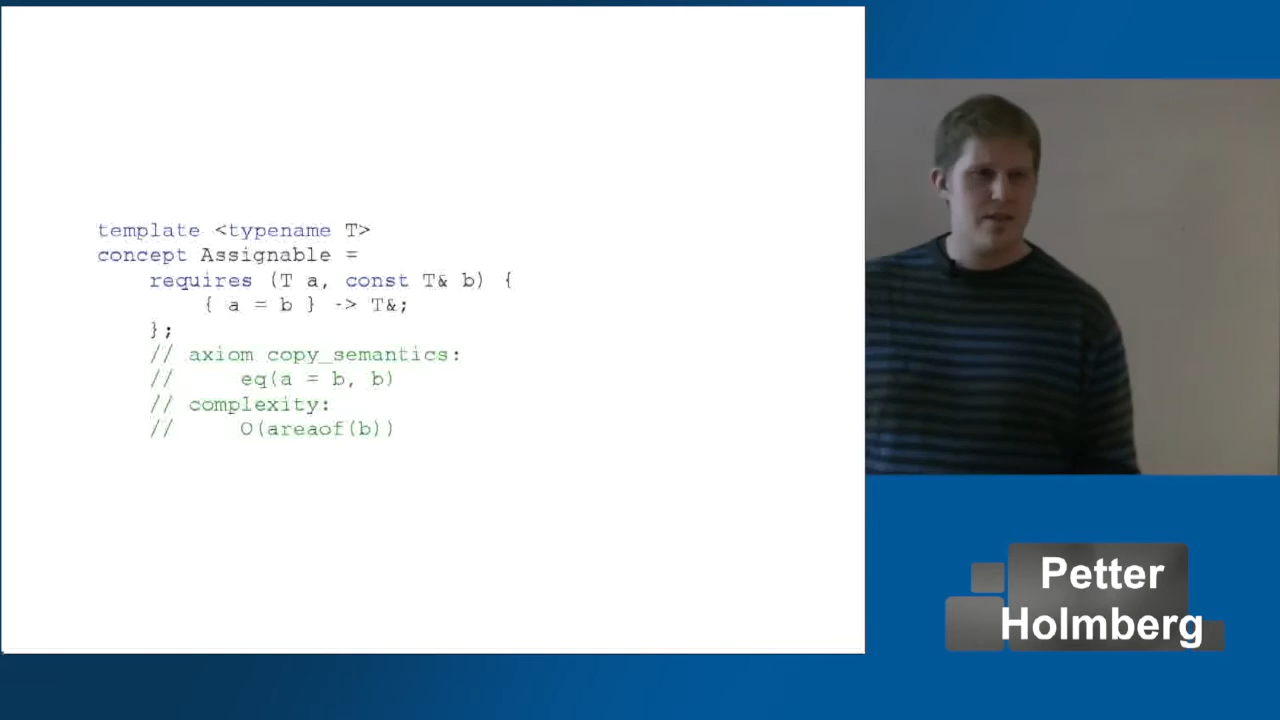 template <typename T>
concept Assignable =
    requires (T a, const T& b) {
        { a = b } -> T&;
    };
    // axiom copy_semantics:
    //     eq(a = b, b)
    // complexity:
    //     O(areaof(b))
Petter
Holmberg